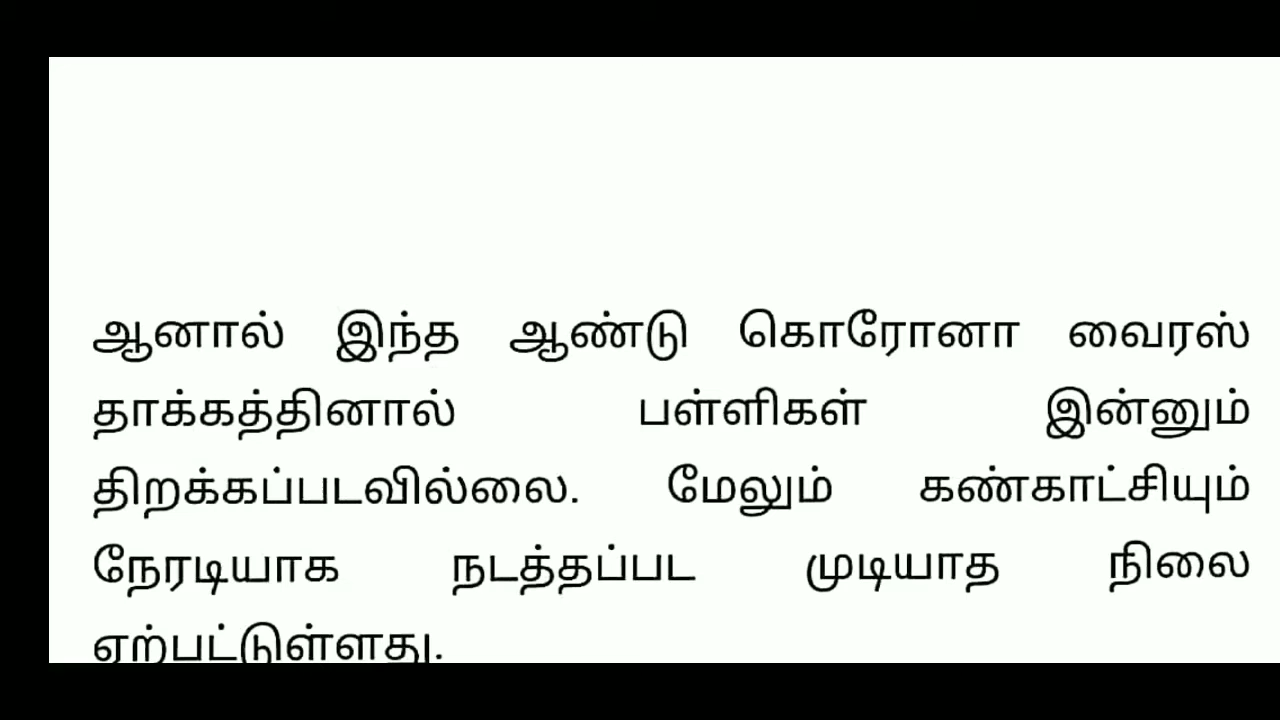 ஆனால் இந்த ஆண்டு கொரோனா வைரஸ்
தாக்கத்தினால் பள்ளிகள் இன்னும்
திறக்கப்படவில்லை. மேலும் கண்காட்சியும்
நேரடியாக நடத்தப்பட முடியாத நிலை
ஏற்பட்டுள்ளது.